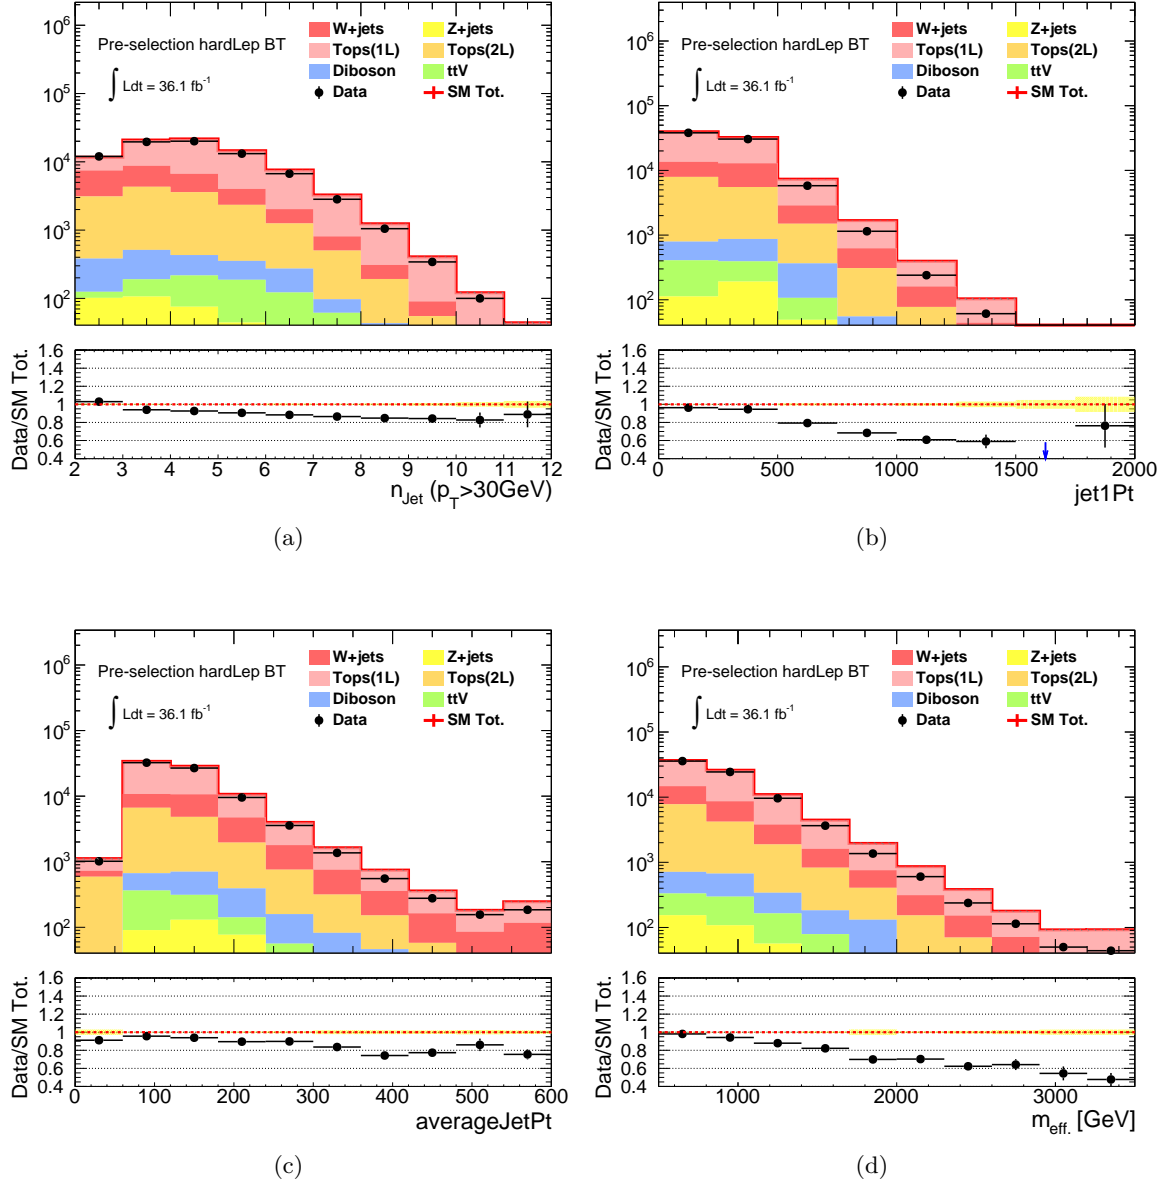 10⁶
10⁵
10⁴
10³
10²
Pre-selection hardLep BT
∫ Ldt = 36.1 fb⁻¹
W+jets Z+jets
Tops(1L) Tops(2L)
Diboson ttV
Data SM Tot.
Data/SM Tot.
1.6
1.4
1.2
1
0.8
0.6
0.4
2 3 4 5 6 7 8 9 10 11 12
n_Jet (p_T>30GeV)
(a)
10⁶
10⁵
10⁴
10³
10²
Pre-selection hardLep BT
∫ Ldt = 36.1 fb⁻¹
W+jets Z+jets
Tops(1L) Tops(2L)
Diboson ttV
Data SM Tot.
Data/SM Tot.
1.6
1.4
1.2
1
0.8
0.6
0.4
0 500 1000 1500 2000
jet1Pt
(b)
10⁶
10⁵
10⁴
10³
10²
Pre-selection hardLep BT
∫ Ldt = 36.1 fb⁻¹
W+jets Z+jets
Tops(1L) Tops(2L)
Diboson ttV
Data SM Tot.
Data/SM Tot.
1.6
1.4
1.2
1
0.8
0.6
0.4
0 100 200 300 400 500 600
averageJetPt
(c)
10⁶
10⁵
10⁴
10³
10²
Pre-selection hardLep BT
∫ Ldt = 36.1 fb⁻¹
W+jets Z+jets
Tops(1L) Tops(2L)
Diboson ttV
Data SM Tot.
Data/SM Tot.
1.6
1.4
1.2
1
0.8
0.6
0.4
1000 2000 3000
m_eff. [GeV]
(d)